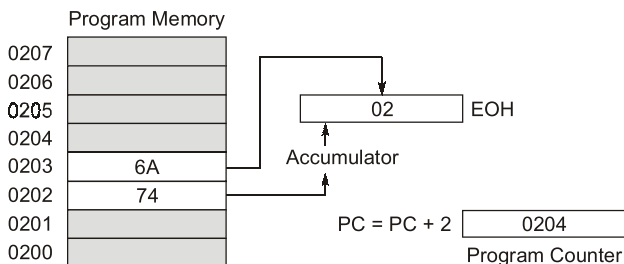 Program Memory
0207
0206
0205
02 EOH
0204
Accumulator
0203 6A
0202 74
0201
PC = PC + 2 0204
0200
Program Counter